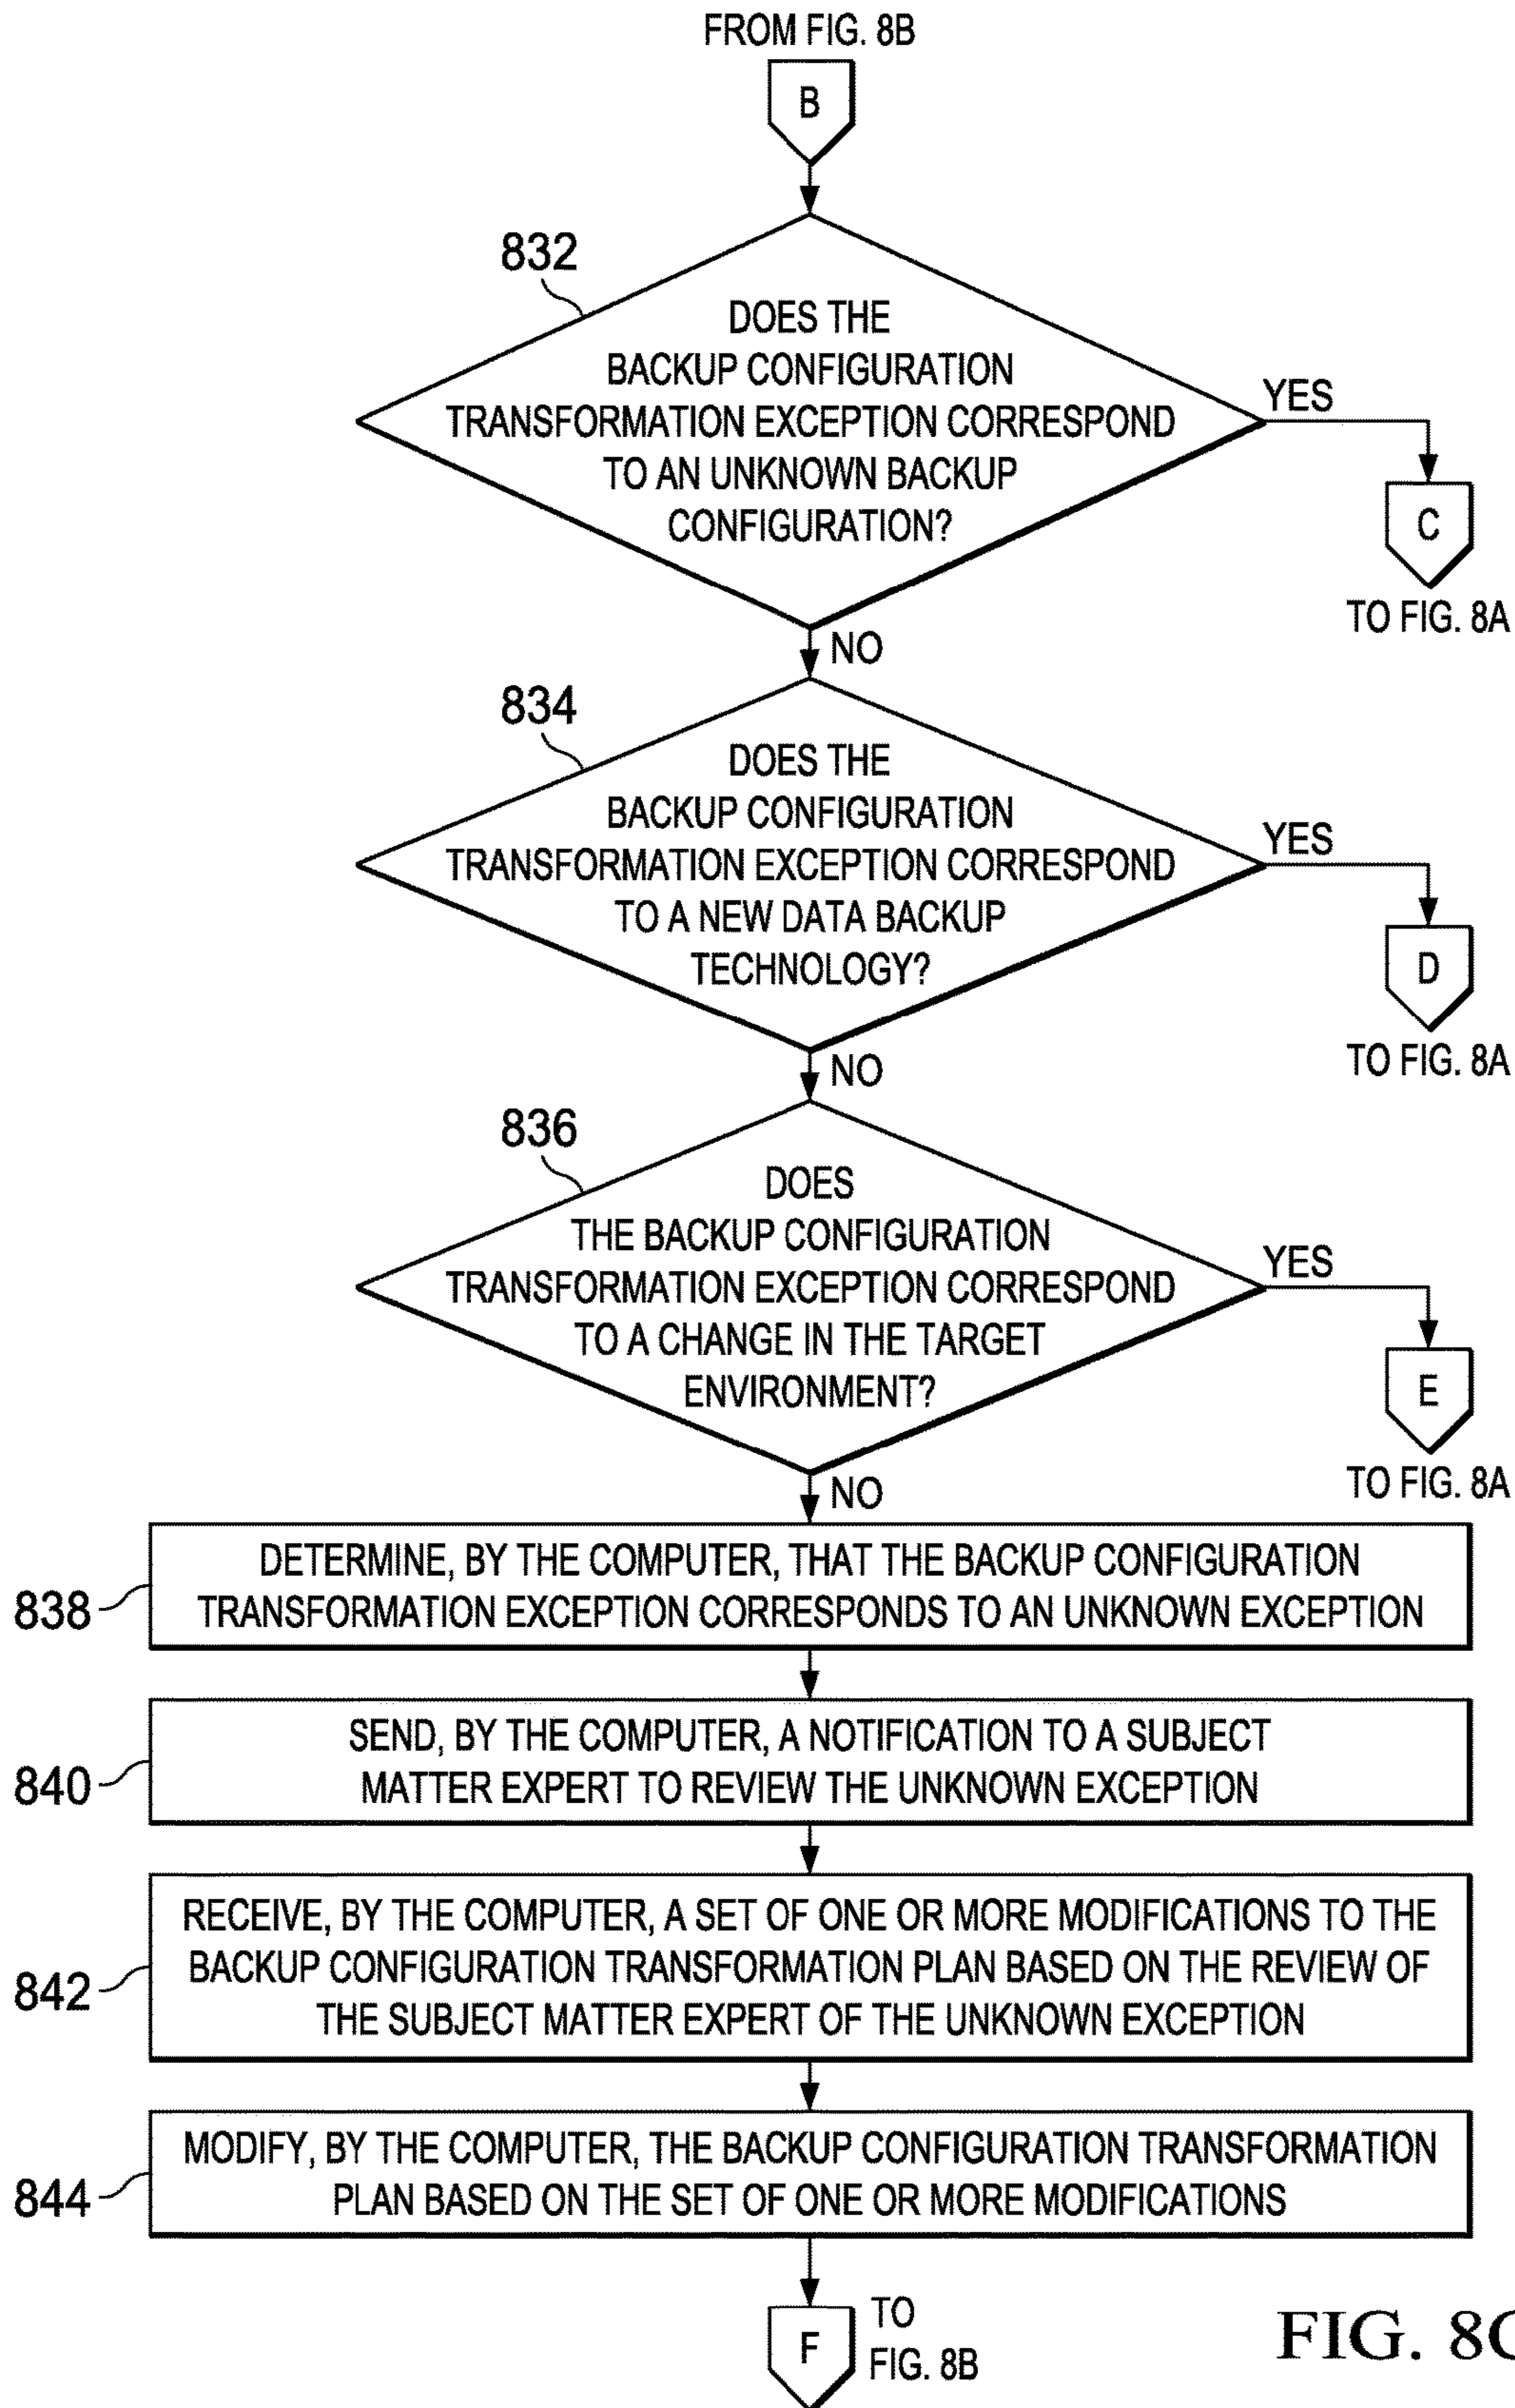 FROM FIG. 8B
B
832
DOES THE
BACKUP CONFIGURATION
TRANSFORMATION EXCEPTION CORRESPOND
TO AN UNKNOWN BACKUP
CONFIGURATION?
YES
C
TO FIG. 8A
NO
834
DOES THE
BACKUP CONFIGURATION
TRANSFORMATION EXCEPTION CORRESPOND
TO A NEW DATA BACKUP
TECHNOLOGY?
YES
D
TO FIG. 8A
NO
836
DOES
THE BACKUP CONFIGURATION
TRANSFORMATION EXCEPTION CORRESPOND
TO A CHANGE IN THE TARGET
ENVIRONMENT?
YES
E
TO FIG. 8A
NO
838
DETERMINE, BY THE COMPUTER, THAT THE BACKUP CONFIGURATION
TRANSFORMATION EXCEPTION CORRESPONDS TO AN UNKNOWN EXCEPTION
840
SEND, BY THE COMPUTER, A NOTIFICATION TO A SUBJECT
MATTER EXPERT TO REVIEW THE UNKNOWN EXCEPTION
842
RECEIVE, BY THE COMPUTER, A SET OF ONE OR MORE MODIFICATIONS TO THE
BACKUP CONFIGURATION TRANSFORMATION PLAN BASED ON THE REVIEW OF
THE SUBJECT MATTER EXPERT OF THE UNKNOWN EXCEPTION
844
MODIFY, BY THE COMPUTER, THE BACKUP CONFIGURATION TRANSFORMATION
PLAN BASED ON THE SET OF ONE OR MORE MODIFICATIONS
F
TO
FIG. 8B
FIG. 8C